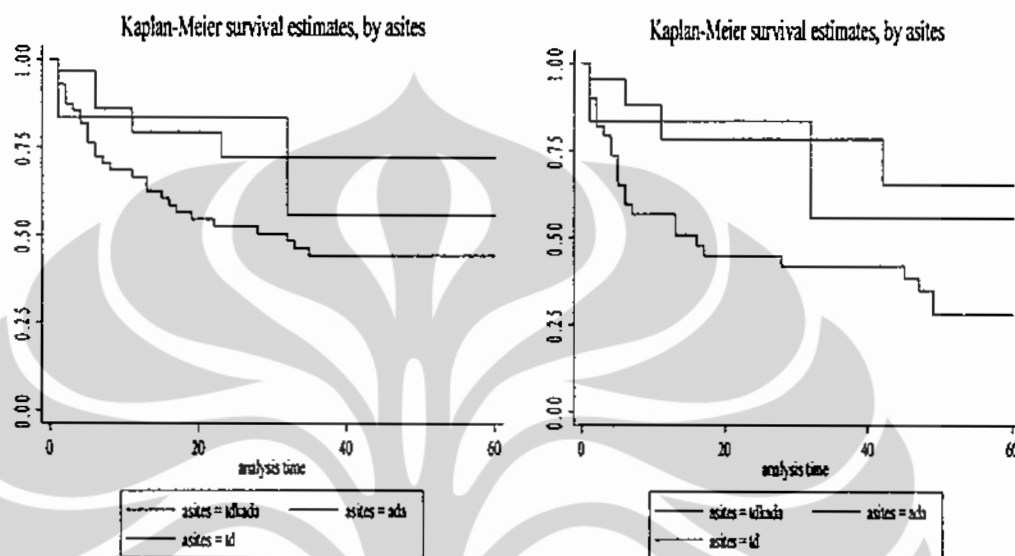 Kaplan-Meier survival estimates, by asites
1.00
0.75
0.50
0.25
0.00
0 20 40 60
analysis time
asites = tdkada asites = ada
asites = td
Kaplan-Meier survival estimates, by asites
1.00
0.75
0.50
0.25
0.00
0 20 40 60
analysis time
asites = tdkada asites = ada
asites = td